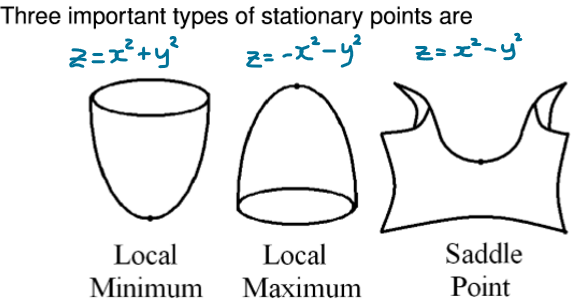 Three important types of stationary points are
z=x²+y² z=-x²-y² z=x²-y²
Local Local Saddle
Minimum Maximum Point